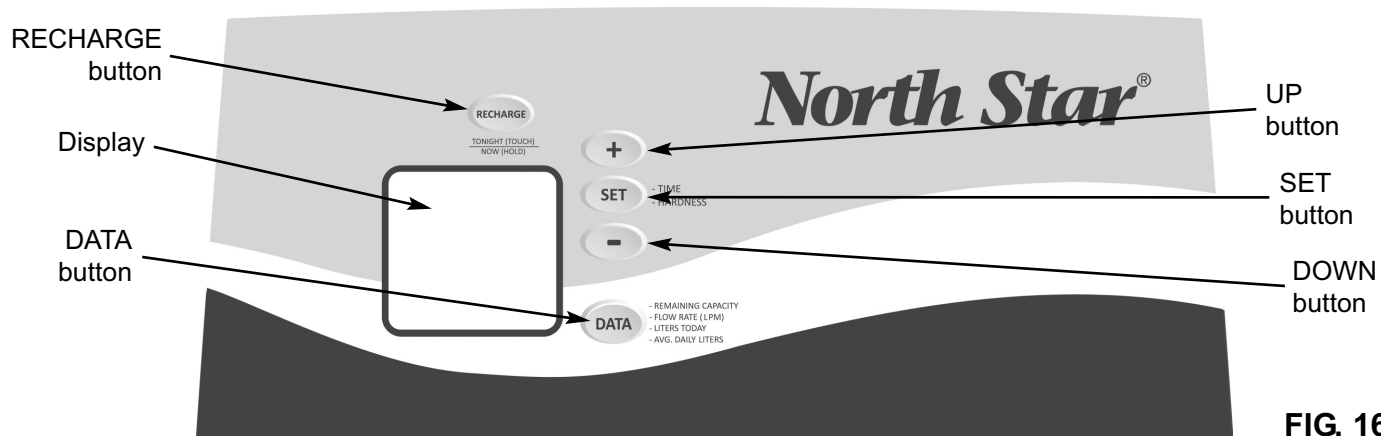 RECHARGE
button
Display
DATA
button
RECHARGE
TONIGHT (TOUCH)
NOW (HOLD)
North Star®
+
SET
- TIME
- HARDNESS
-
DATA
- REMAINING CAPACITY
- FLOW RATE (LPM)
- LITERS TODAY
- AVG. DAILY LITERS
UP
button
SET
button
DOWN
button
FIG. 16